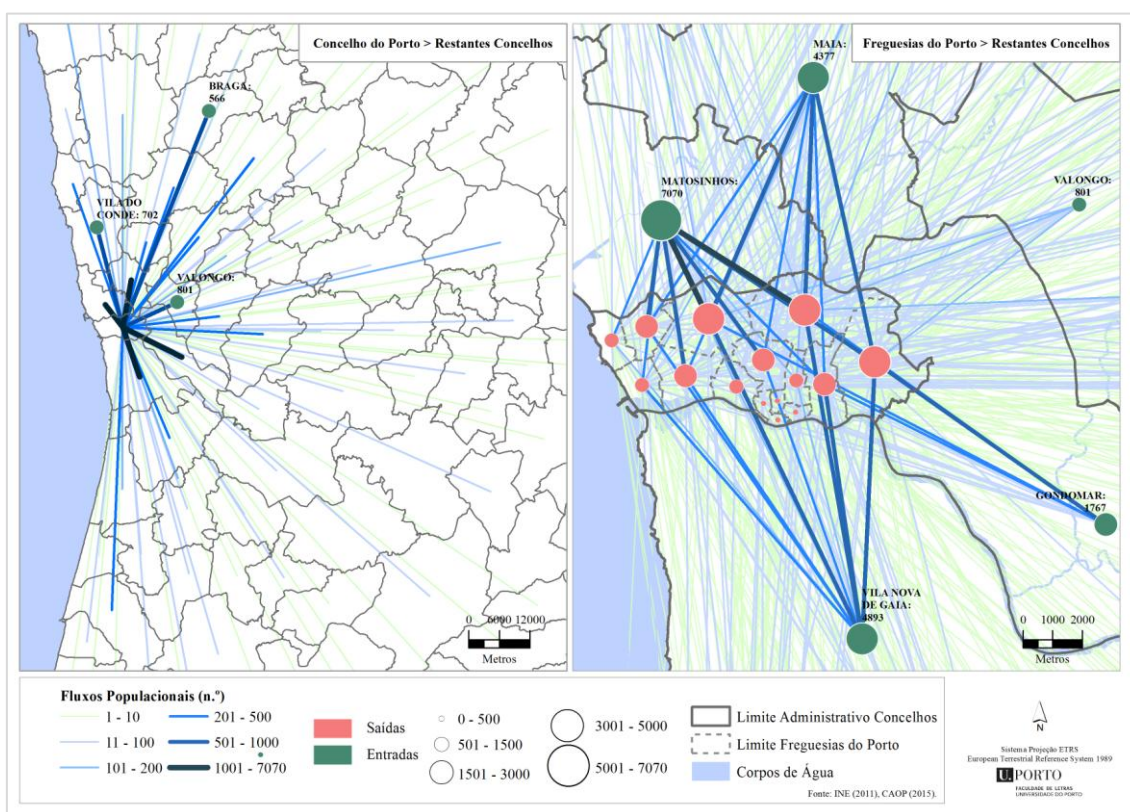 Concelho do Porto > Restantes Concelhos
BRAGA:
566
VILA DO
CONDE: 702
VALONGO:
801
0 6000 12000
Metros
Freguesias do Porto > Restantes Concelhos
MAIA:
4377
MATOSINHOS:
7070
VALONGO:
801
GONDOMAR:
1767
VILA NOVA
DE GAIA:
4893
0 1000 2000
Metros
Fluxos Populacionais (n.º)
1 - 10
11 - 100
101 - 200
201 - 500
501 - 1000
1001 - 7070
Saídas
Entradas
0 - 500
501 - 1500
1501 - 3000
3001 - 5000
5001 - 7070
Limite Administrativo Concelhos
Limite Freguesias do Porto
Corpos de Água
Fonte: INE (2011), CAOP (2015).
N
Sistema Projeção ETRS
European Terrestrial Reference System 1989
U. PORTO
FACULDADE DE LETRAS
UNIVERSIDADE DO PORTO